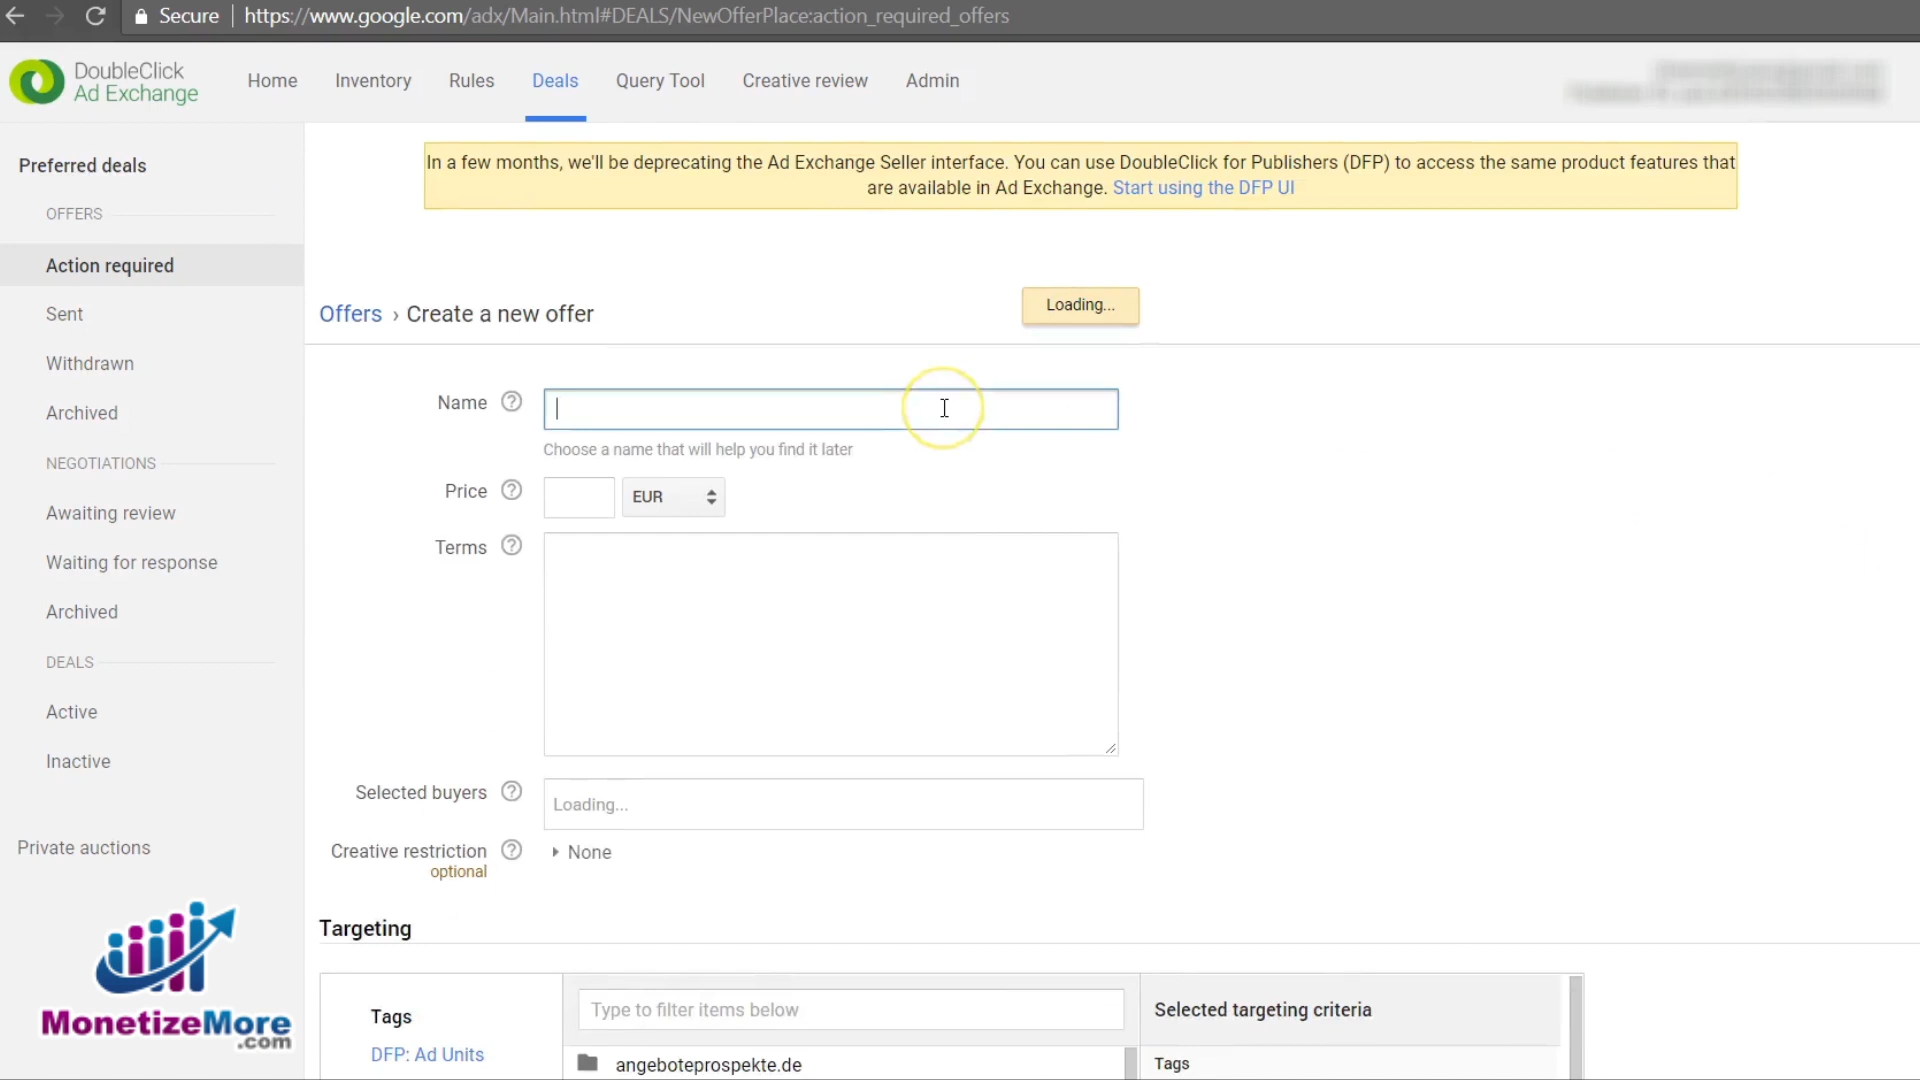 Secure
https://www.google.com/adx/Main.html#DEALS/NewOfferPlace:action_required_offers
DoubleClick
Ad Exchange
Home
Inventory
Rules
Deals
Query Tool
Creative review
Admin
Preferred deals
OFFERS
Action required
Sent
Withdrawn
Archived
NEGOTIATIONS
Awaiting review
Waiting for response
Archived
DEALS
Active
Inactive
Private auctions
MonetizeMore
.com
In a few months, we'll be deprecating the Ad Exchange Seller interface. You can use DoubleClick for Publishers (DFP) to access the same product features that
are available in Ad Exchange. Start using the DFP UI
Offers › Create a new offer
Loading...
Name ?
Choose a name that will help you find it later
Price ?
EUR
Terms ?
Selected buyers ?
Loading...
Creative restriction ?
optional
None
Targeting
Tags
DFP: Ad Units
Type to filter items below
angeboteprospekte.de
Selected targeting criteria
Tags